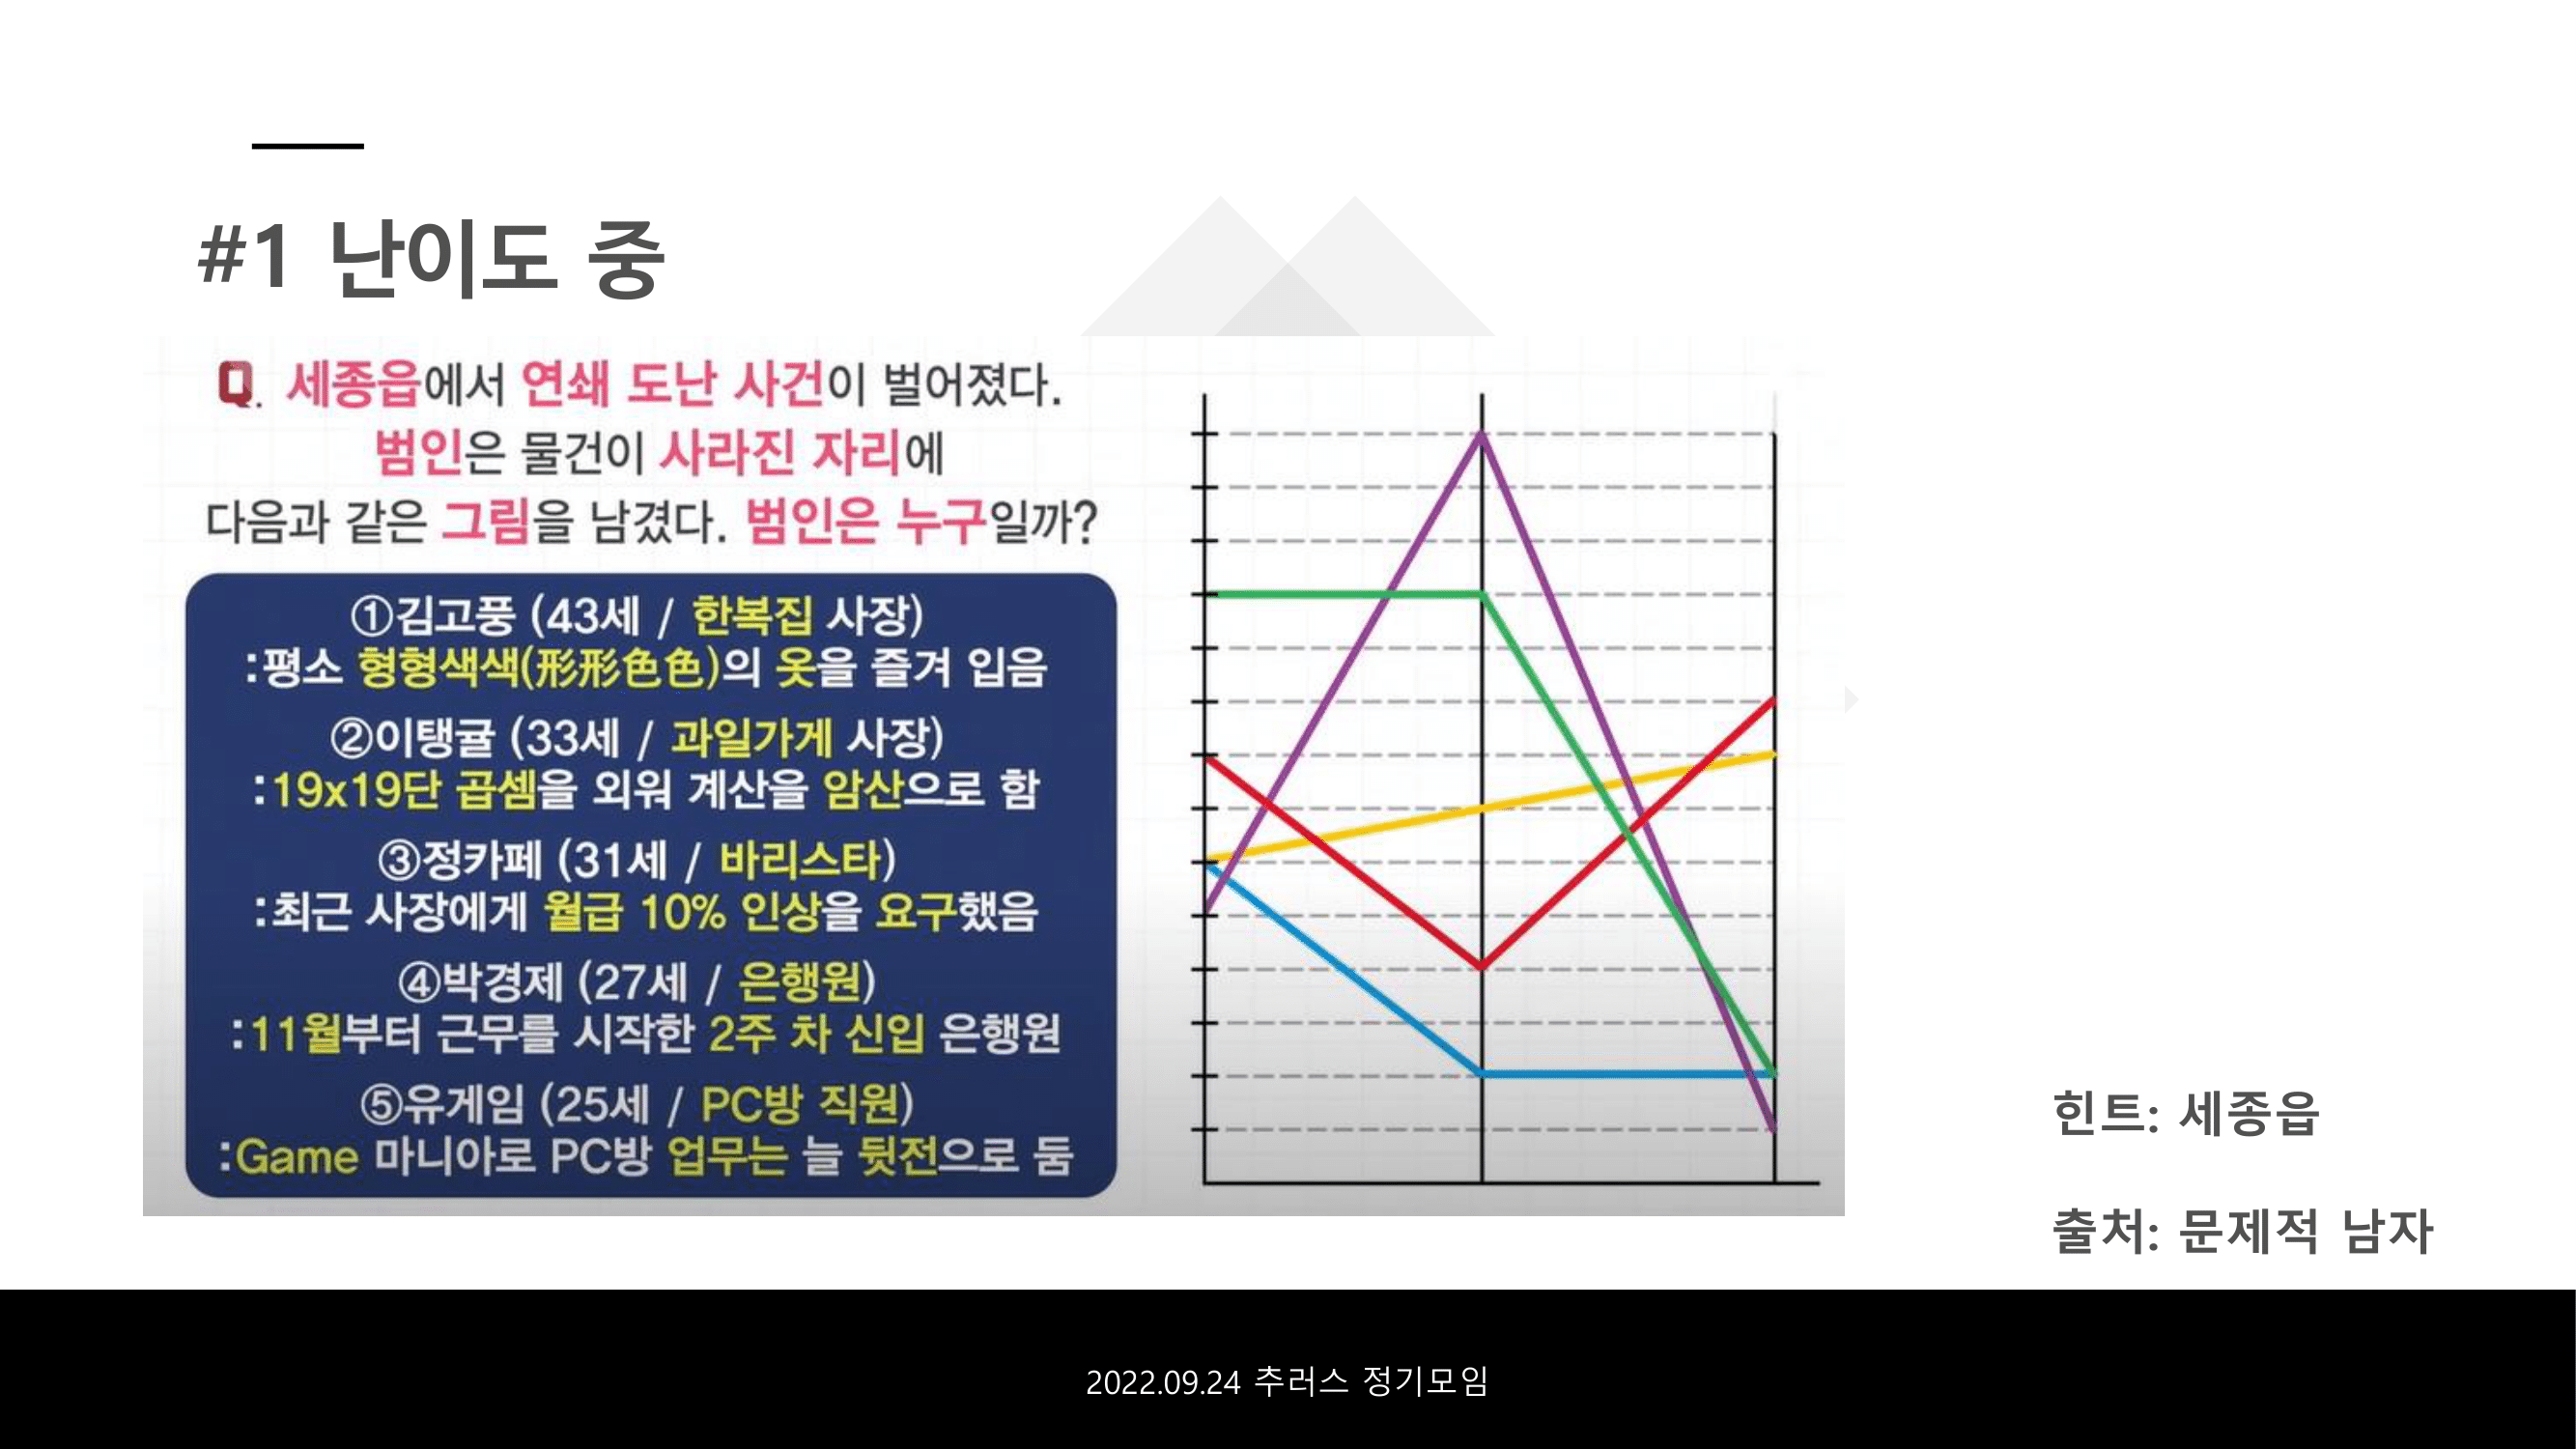 #1 난이도 중
Q. 세종읍에서 연쇄 도난 사건이 벌어졌다.
범인은 물건이 사라진 자리에
다음과 같은 그림을 남겼다. 범인은 누구일까?
①김고풍 (43세 / 한복집 사장)
:평소 형형색색(形形色色)의 옷을 즐겨 입음
②이탱귤 (33세 / 과일가게 사장)
:19x19단 곱셈을 외워 계산을 암산으로 함
③정카페 (31세 / 바리스타)
:최근 사장에게 월급 10% 인상을 요구했음
④박경제 (27세 / 은행원)
:11월부터 근무를 시작한 2주 차 신입 은행원
⑤유게임 (25세 / PC방 직원)
:Game 마니아로 PC방 업무는 늘 뒷전으로 둠
힌트: 세종읍
출처: 문제적 남자
2022.09.24 추러스 정기모임